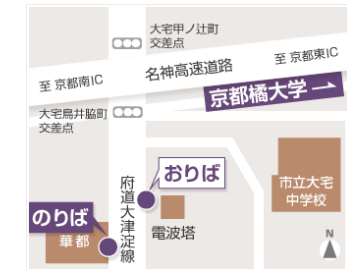 大宅甲ノ辻町
交差点
至 京都東IC
名神高速道路
至 京都南IC
京都橘大学
大宅鳥井脇町
交差点
おりば
市立大宅
中学校
府道大津淀線
のりば
華都
電波塔
N